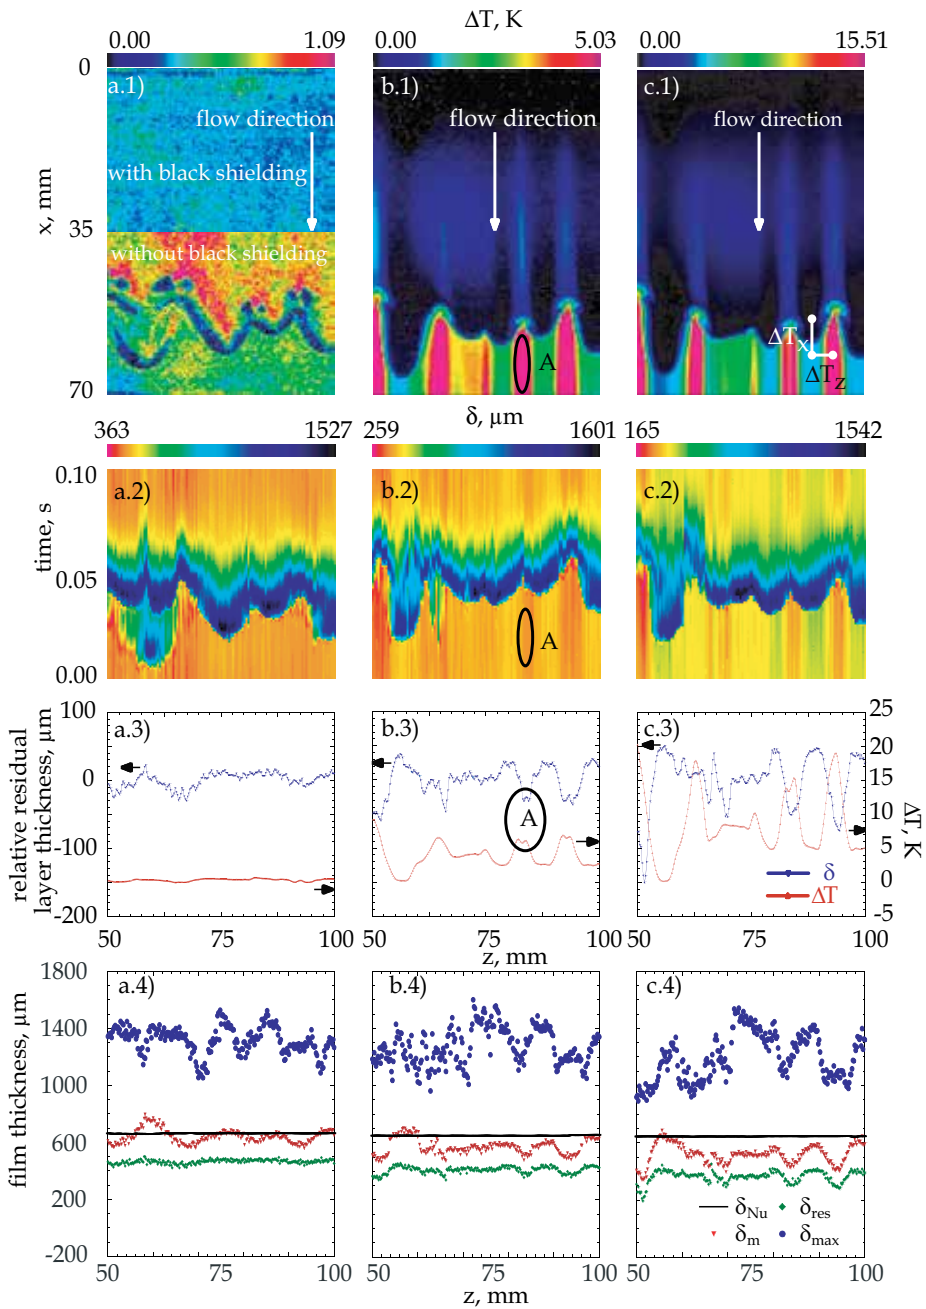 ΔT, K
0.00 1.09 0.00 5.03 0.00 15.51
0
a.1) b.1) c.1)
flow direction flow direction flow direction
with black shielding
x, mm
35
without black shielding
ΔTx
A
ΔTz
70
δ, μm
363 1527 259 1601 165 1542
0.10
a.2) b.2) c.2)
time, s
0.05
A
0.00
100 25
a.3) b.3) c.3)
20
0 15
relative residual
layer thickness, μm
A
10
ΔT, K
-100 5
δ
0
ΔT
-200 -5
50 75 100 50 75 100 50 75 100
z, mm
1800
a.4) b.4) c.4)
1400
film thickness, μm
1000
600
200
δNu δres
δm δmax
-200
50 75 100 50 75 100 50 75 100
z, mm